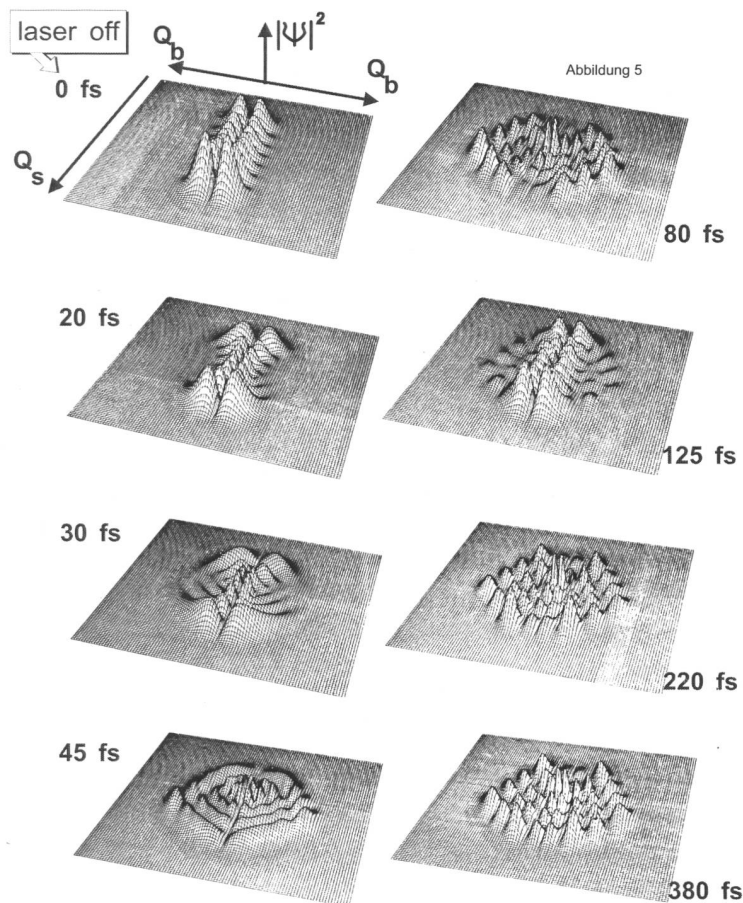 laser off
Q_b
|Ψ|²
Q_b
Abbildung 5
0 fs
Q_s
80 fs
20 fs
125 fs
30 fs
220 fs
45 fs
380 fs